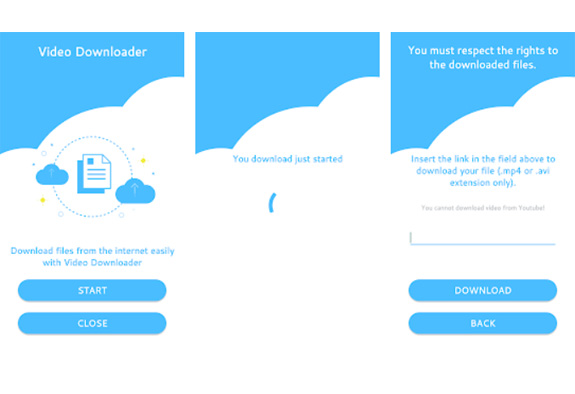 Video Downloader
Download files from the internet easily
with Video Downloader
START
CLOSE
You download just started
You must respect the rights to
the downloaded files.
Insert the link in the field above to
download your file (.mp4 or .avi
extension only).
You cannot download video from Youtube!
DOWNLOAD
BACK